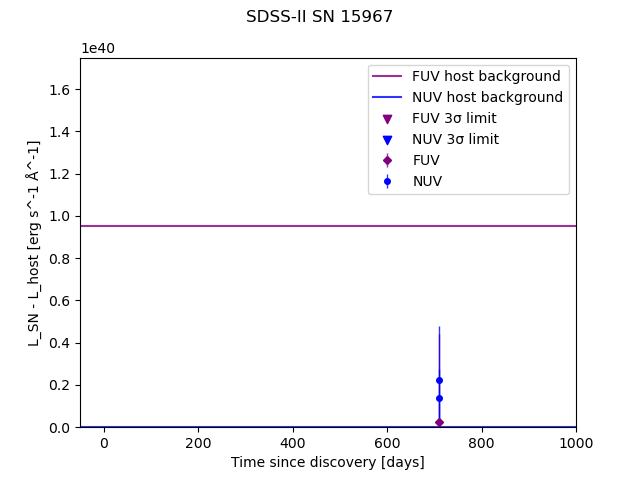 SDSS-II SN 15967
1e40
FUV host background
NUV host background
FUV 3σ limit
NUV 3σ limit
FUV
NUV
1.6
1.4
1.2
1.0
0.8
0.6
0.4
0.2
0.0
L_SN - L_host [erg s^-1 Å^-1]
0 200 400 600 800 1000
Time since discovery [days]